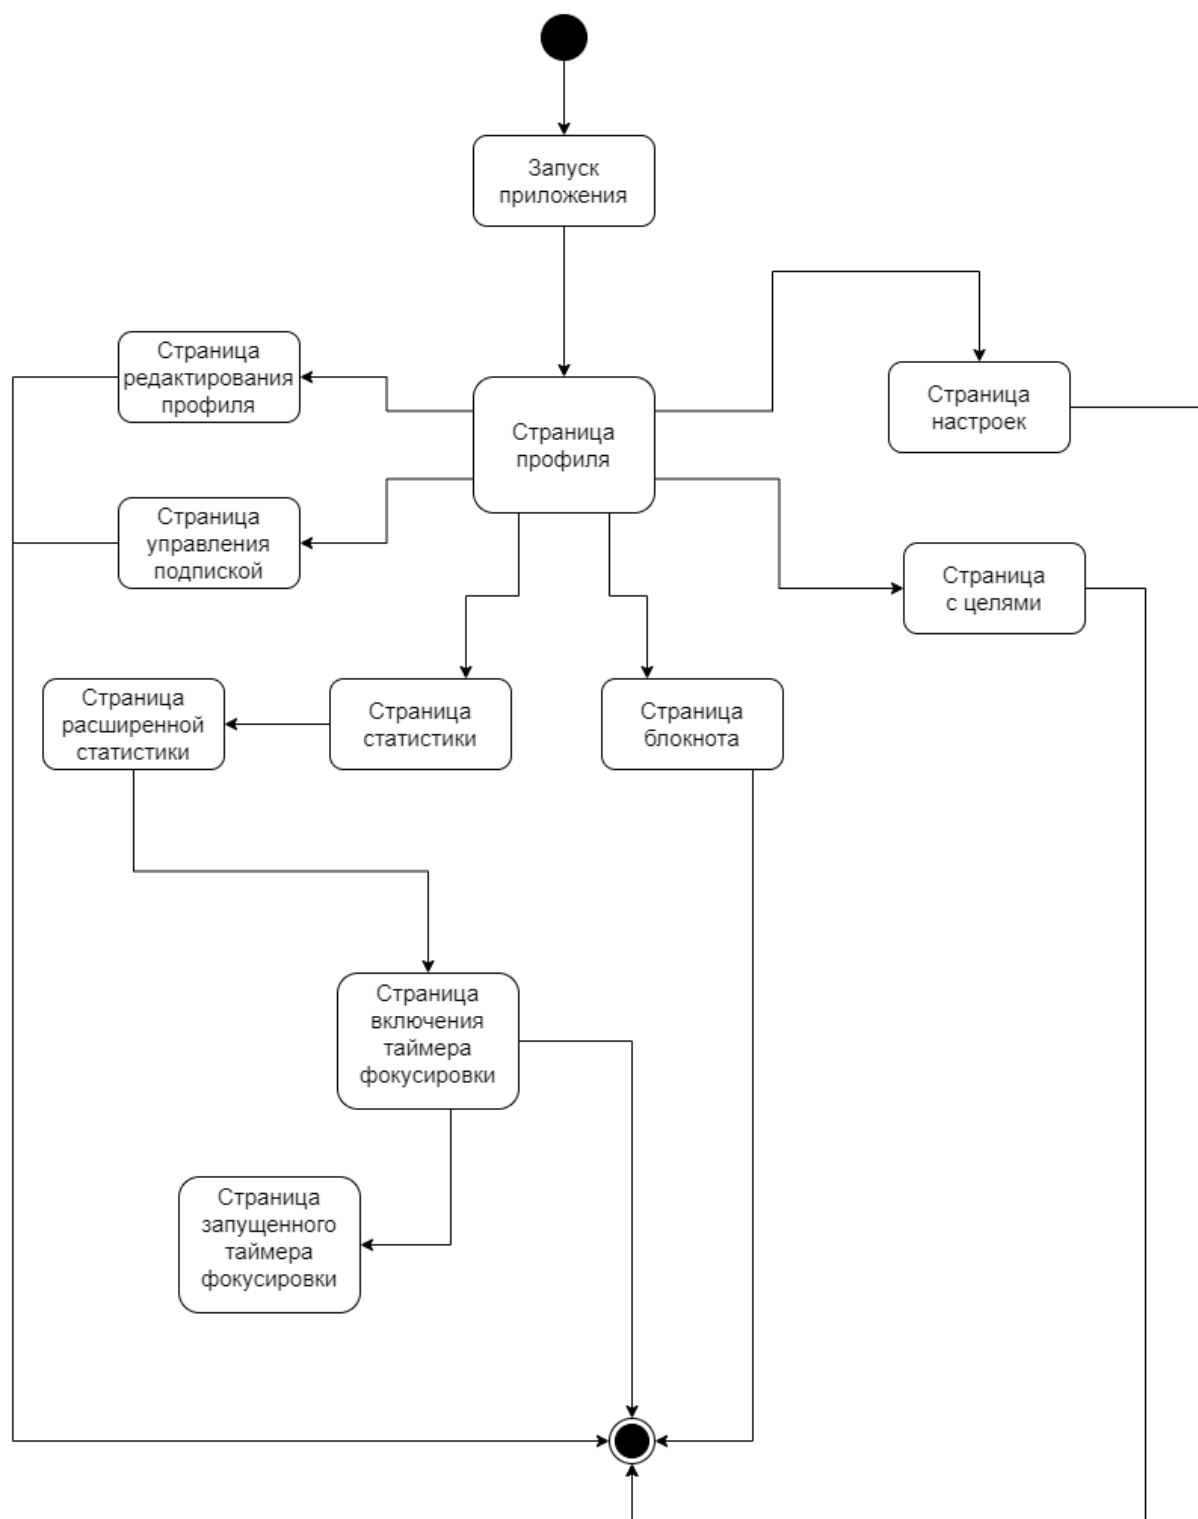 Запуск
приложения
Страница
редактирования
профиля
Страница
профиля
Страница
настроек
Страница
управления
подпиской
Страница
с целями
Страница
расширенной
статистики
Страница
статистики
Страница
блокнота
Страница
включения
таймера
фокусировки
Страница
запущенного
таймера
фокусировки